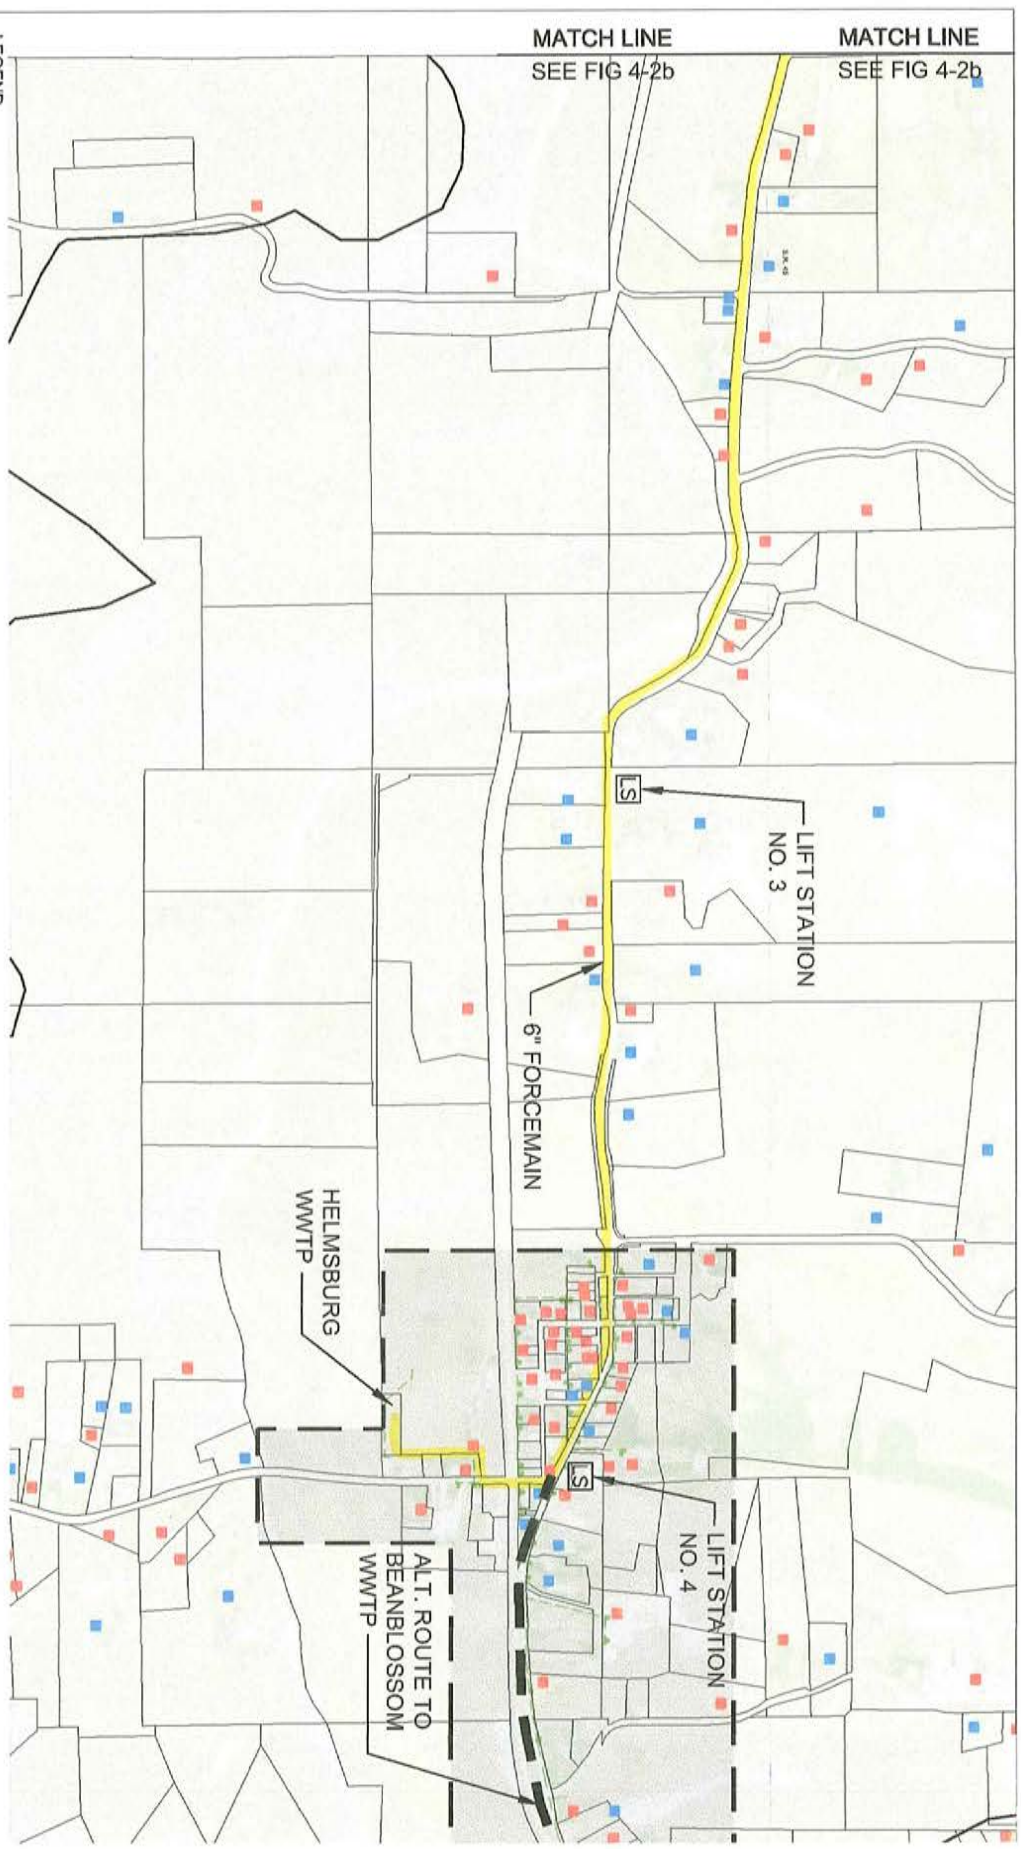 MATCH LINE
SEE FIG 4-2b
MATCH LINE
SEE FIG 4-2b
S.R. 45
LS
LIFT STATION
NO. 3
6" FORCEMAIN
HELMSBURG
WWTP
LS
LIFT STATION
NO. 4
ALT. ROUTE TO
BEANBLOSSOM
WWTP